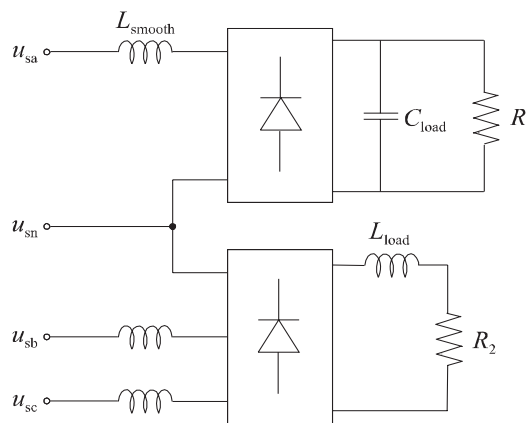 L_smooth
u_sa
C_load
R
u_sn
L_load
u_sb
R_2
u_sc